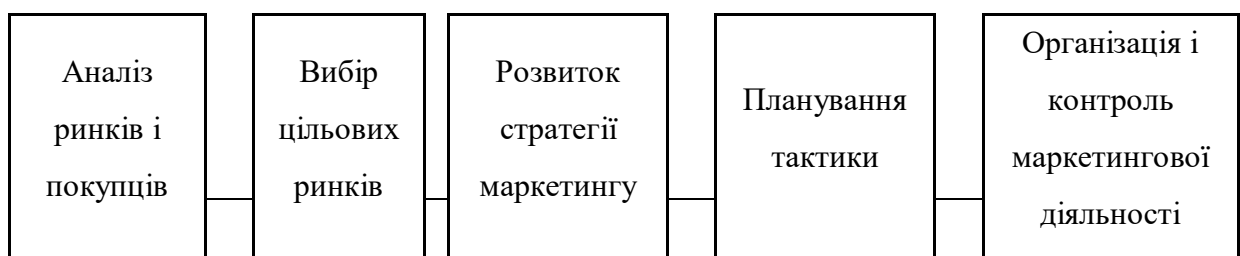 Аналіз
ринків і
покупців
Вибір
цільових
ринків
Розвиток
стратегії
маркетингу
Планування
тактики
Організація і
контроль
маркетингової
діяльності